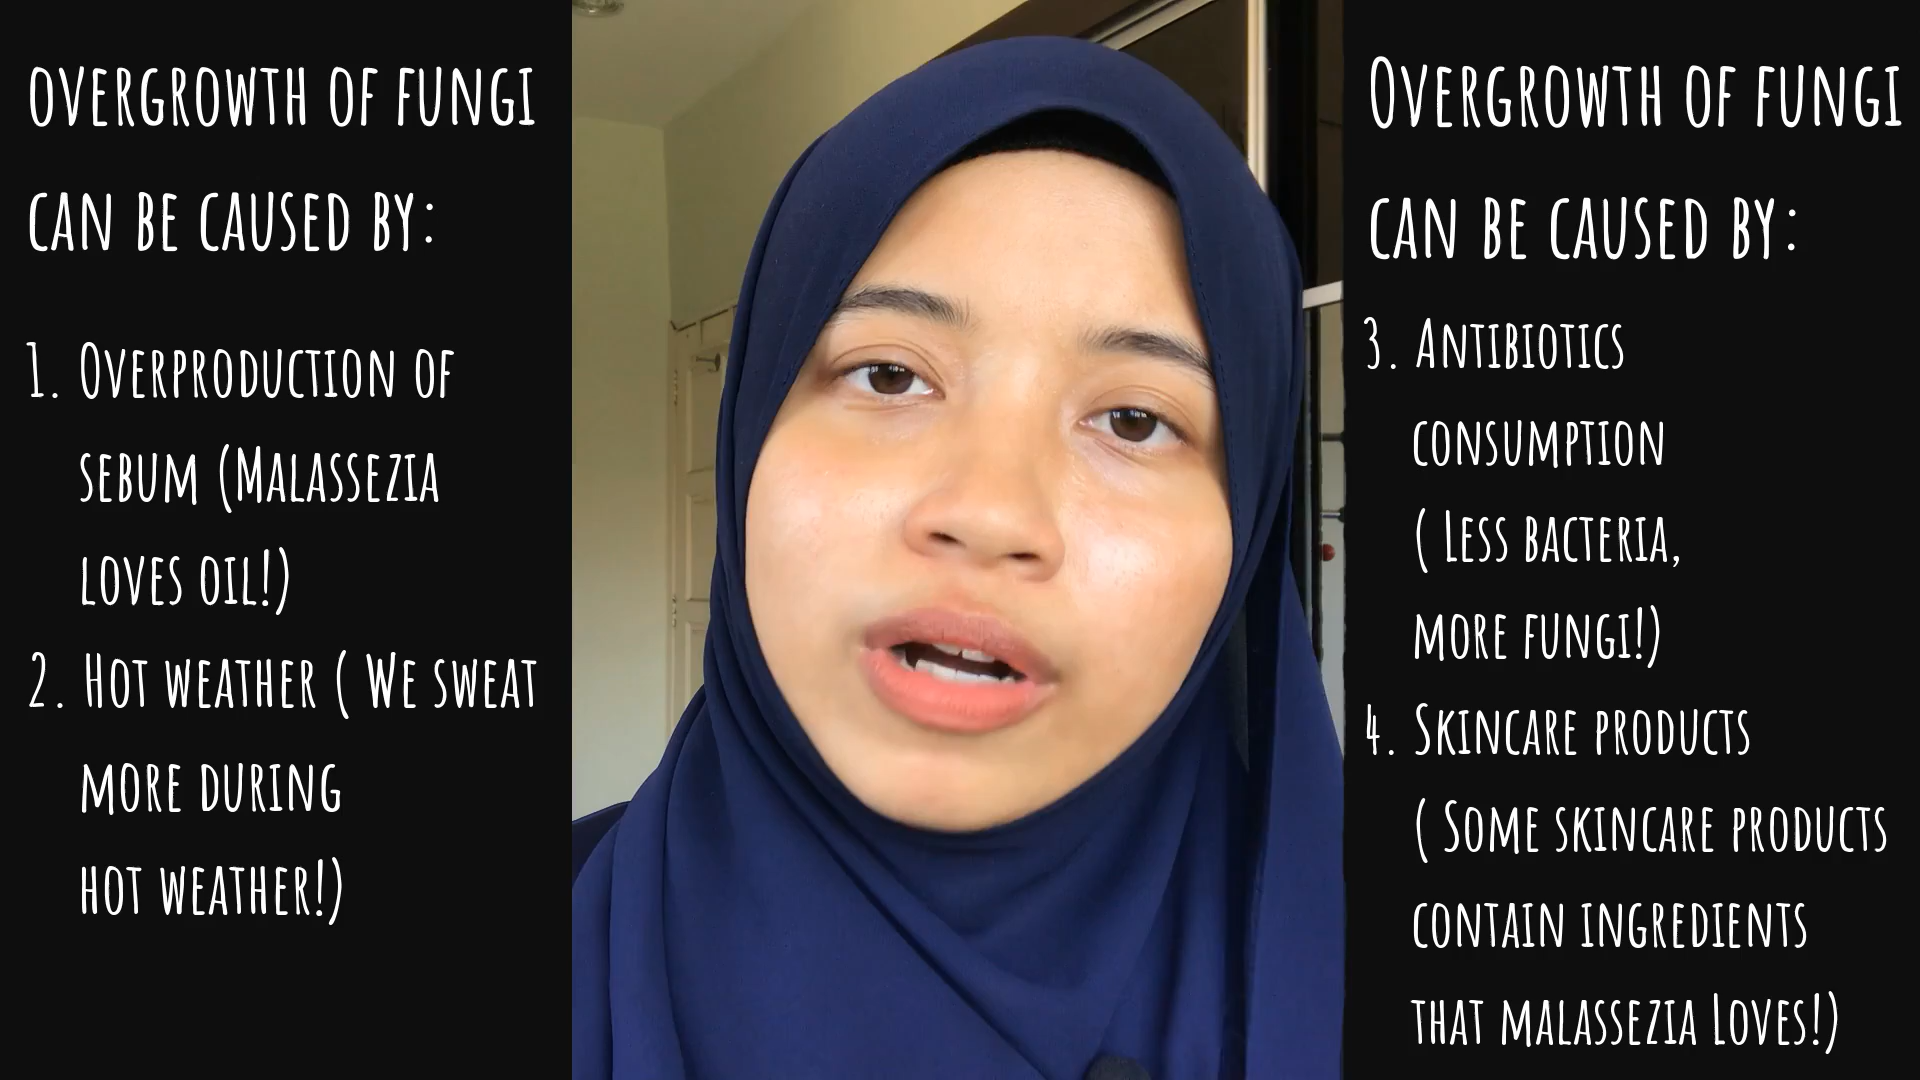 OVERGROWTH OF FUNGI
CAN BE CAUSED BY:
1. OVERPRODUCTION OF
SEBUM (MALASSEZIA
LOVES OIL!)
2. HOT WEATHER ( WE SWEAT
MORE DURING
HOT WEATHER!)
OVERGROWTH OF FUNGI
CAN BE CAUSED BY:
3. ANTIBIOTICS
CONSUMPTION
( LESS BACTERIA,
MORE FUNGI!)
4. SKINCARE PRODUCTS
( SOME SKINCARE PRODUCTS
CONTAIN INGREDIENTS
THAT MALASSEZIA LOVES!)